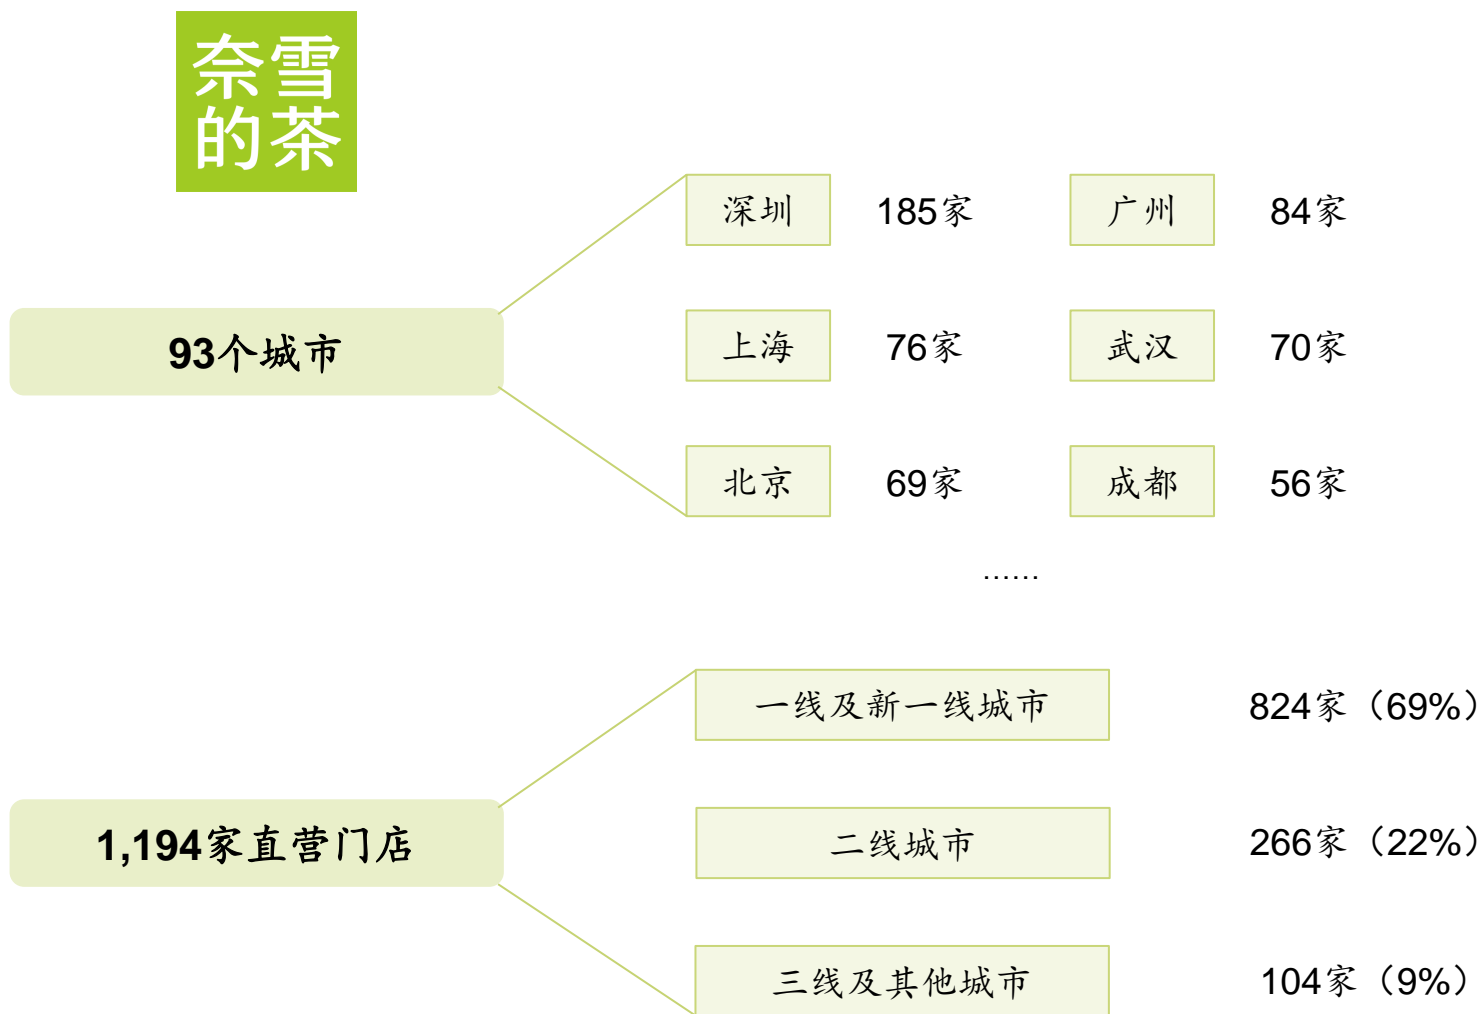 奈雪
的茶
深圳 185家 广州 84家
93个城市
上海 76家 武汉 70家
北京 69家 成都 56家
……
一线及新一线城市 824家（69%）
1,194家直营门店
二线城市 266家（22%）
三线及其他城市 104家（9%）